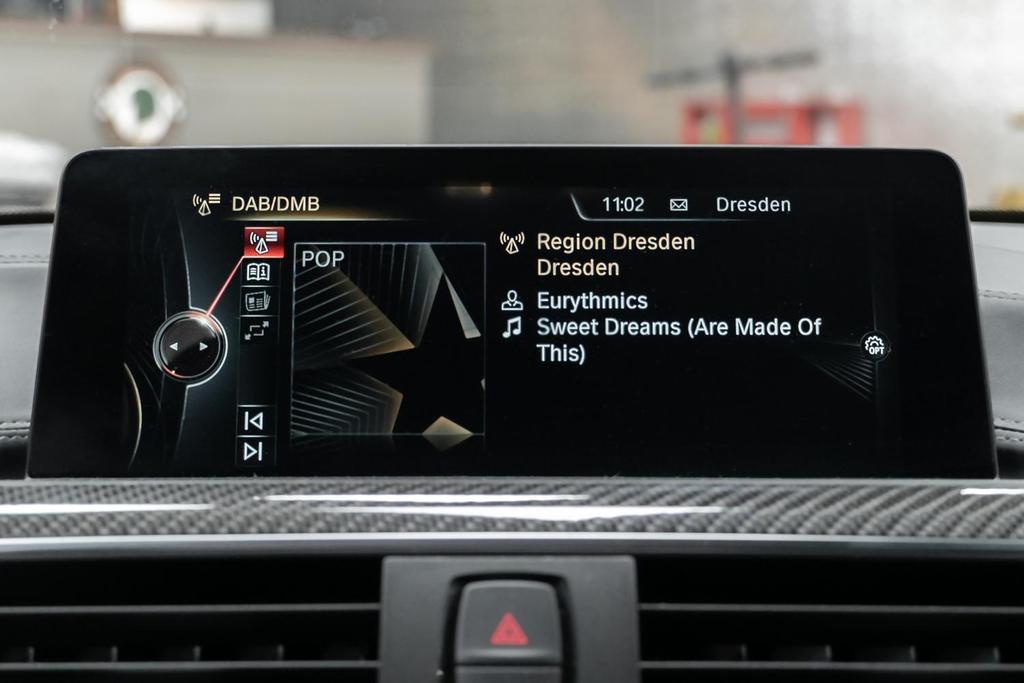 DAB/DMB
11:02
Dresden
POP
Region Dresden
Dresden
Eurythmics
Sweet Dreams (Are Made Of
This)
OPT